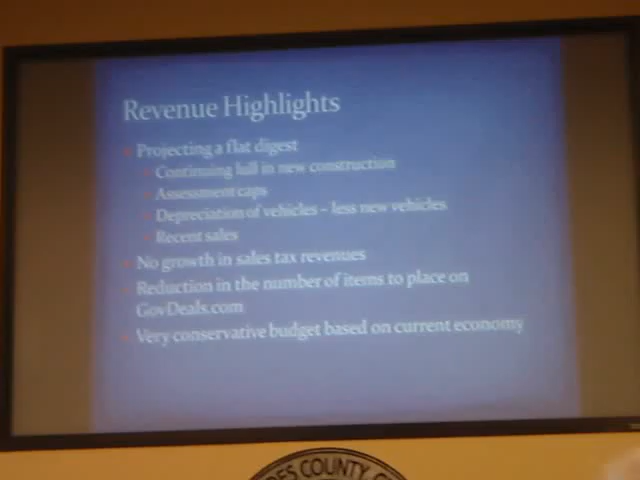 Revenue Highlights
Projecting a flat digest
Continuing lull in new construction
Assessment caps
Depreciation of vehicles – less new vehicles
Recent sales
No growth in sales tax revenues
Reduction in the number of items to place on
GovDeals.com
Very conservative budget based on current economy
COUNTY,